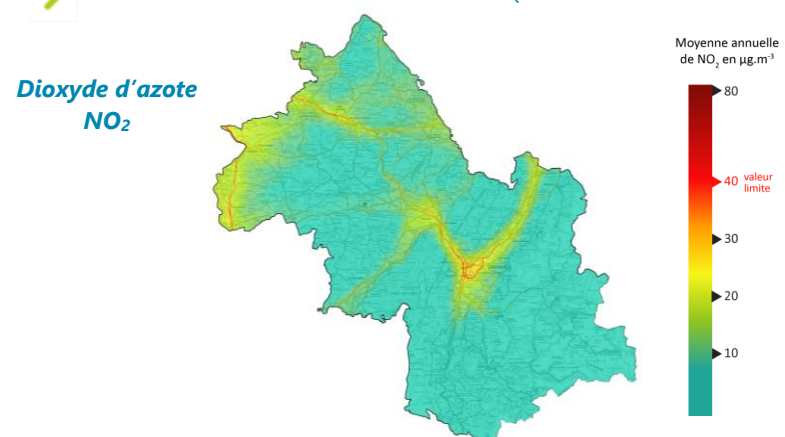 Moyenne annuelle
de NO2 en µg.m-3
Dioxyde d'azote
NO2
80
40 valeur
limite
30
20
10